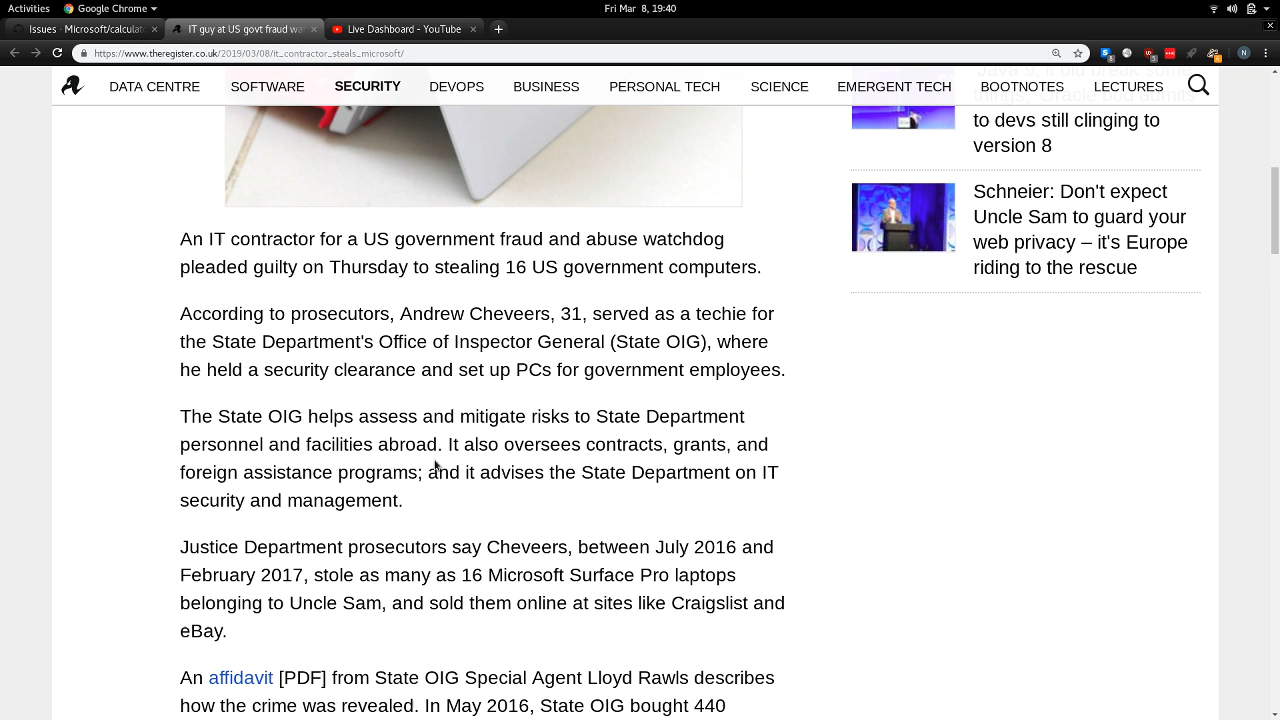 Activities Google Chrome Fri Mar 8, 19:40
Issues · Microsoft/calculat IT guy at US govt fraud wa Live Dashboard - YouTube
https://www.theregister.co.uk/2019/03/08/it_contractor_steals_microsoft/
DATA CENTRE SOFTWARE SECURITY DEVOPS BUSINESS PERSONAL TECH SCIENCE EMERGENT TECH BOOTNOTES LECTURES
to devs still clinging to
version 8
Schneier: Don't expect
Uncle Sam to guard your
web privacy – it's Europe
riding to the rescue
An IT contractor for a US government fraud and abuse watchdog
pleaded guilty on Thursday to stealing 16 US government computers.
According to prosecutors, Andrew Cheveers, 31, served as a techie for
the State Department's Office of Inspector General (State OIG), where
he held a security clearance and set up PCs for government employees.
The State OIG helps assess and mitigate risks to State Department
personnel and facilities abroad. It also oversees contracts, grants, and
foreign assistance programs; and it advises the State Department on IT
security and management.
Justice Department prosecutors say Cheveers, between July 2016 and
February 2017, stole as many as 16 Microsoft Surface Pro laptops
belonging to Uncle Sam, and sold them online at sites like Craigslist and
eBay.
An affidavit [PDF] from State OIG Special Agent Lloyd Rawls describes
how the crime was revealed. In May 2016, State OIG bought 440